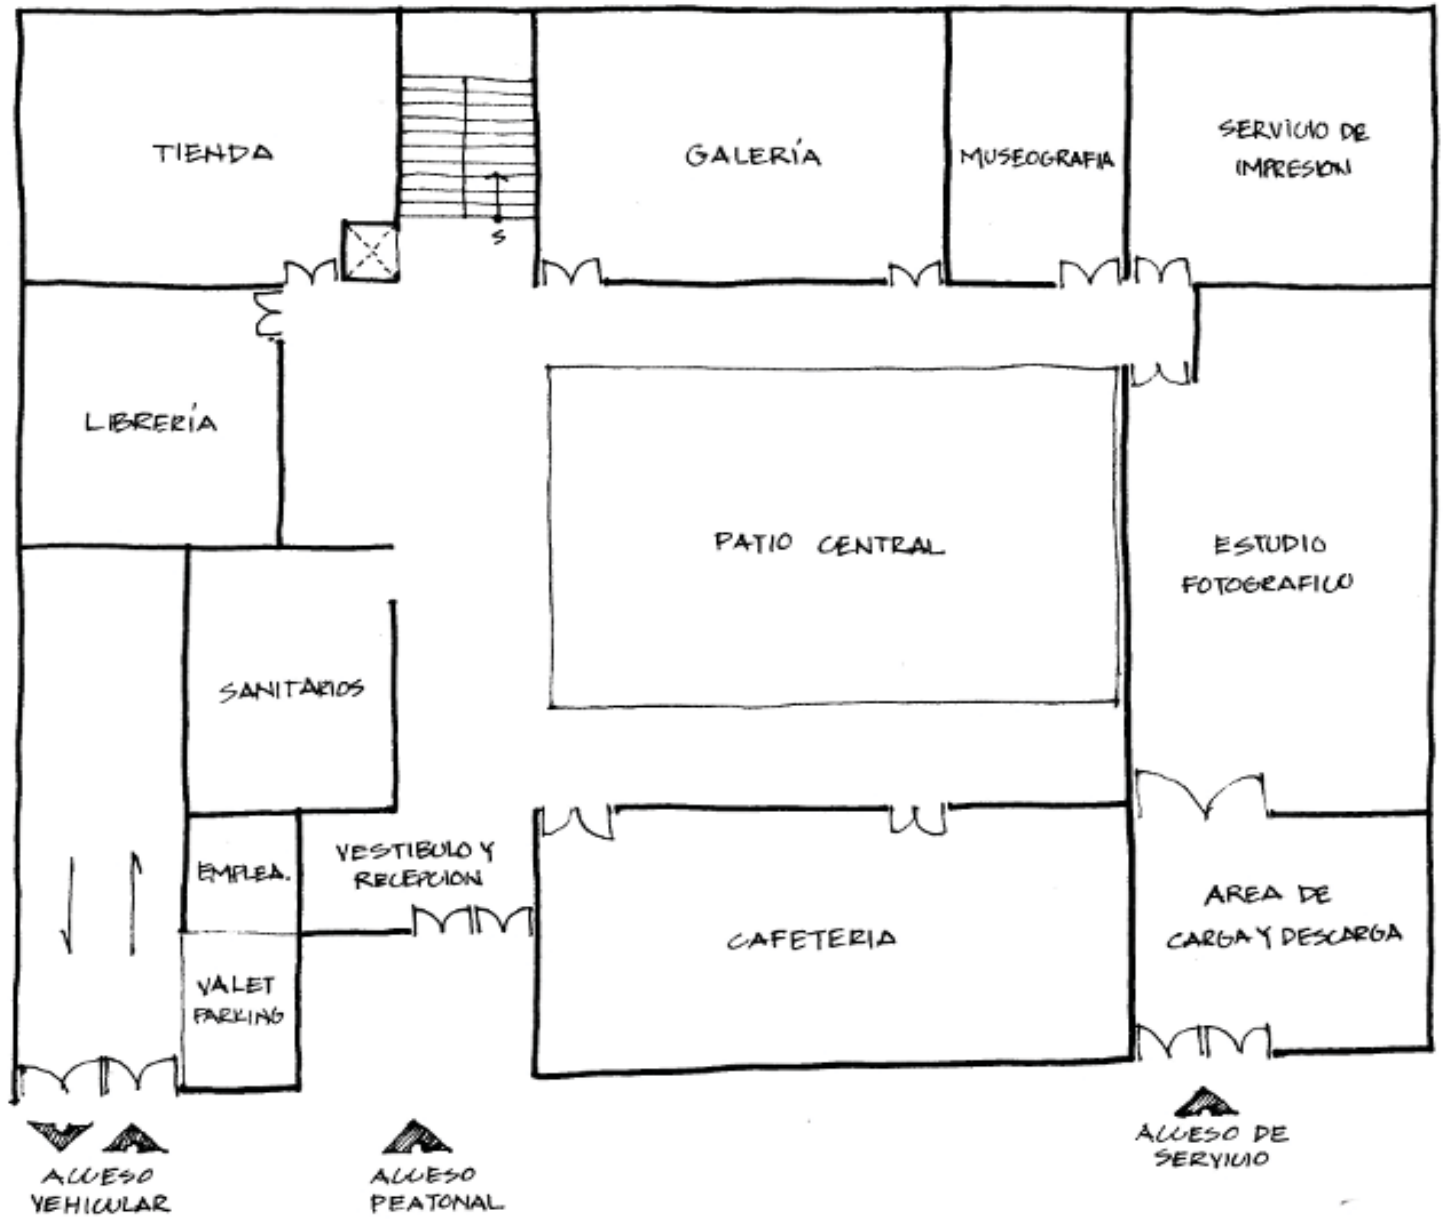 TIENDA
GALERÍA
MUSEOGRAFIA
SERVICIO DE
IMPRESION
S
LIBRERÍA
PATIO CENTRAL
ESTUDIO
FOTOGRAFICO
SANITARIOS
EMPLEA.
VESTIBULO Y
RECEPCION
CAFETERIA
AREA DE
CARGA Y DESCARGA
VALET
PARKING
ACCESO
VEHICULAR
ACCESO
PEATONAL
ACCESO DE
SERVICIO